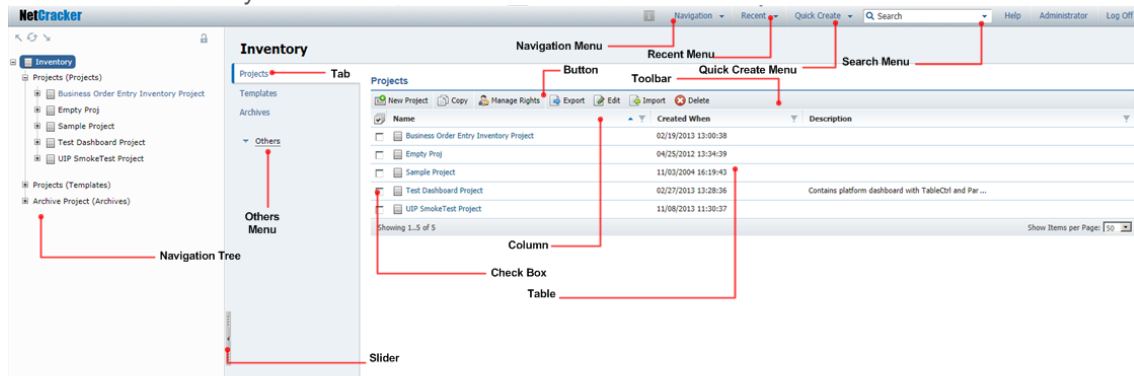 NetCracker
Navigation
Recent
Quick Create
Search
Help
Administrator
Log Off
Navigation Menu
Recent Menu
Quick Create Menu
Search Menu
Inventory
Projects (Projects)
Business Order Entry Inventory Project
Empty Proj
Sample Project
Test Dashboard Project
UIP SmokeTest Project
Projects (Templates)
Archive Project (Archives)
Navigation Tree
Inventory
Projects
Tab
Templates
Archives
Others
Others
Menu
Slider
Projects
Button
Toolbar
New Project Copy Manage Rights Export Edit Import Delete
Name Created When Description
Business Order Entry Inventory Project 02/19/2013 13:00:38
Empty Proj 04/25/2012 13:34:39
Sample Project 11/03/2004 16:19:43
Test Dashboard Project 02/27/2013 13:28:36 Contains platform dashboard with TableCtrl and Par ...
UIP SmokeTest Project 11/08/2013 11:30:37
Showing 1..5 of 5 Show Items per Page: 50
Column
Check Box
Table